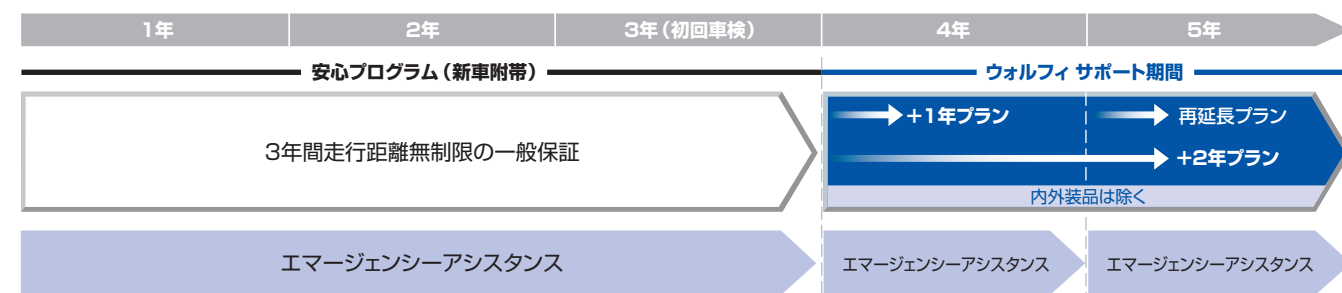 1年 2年 3年（初回車検） 4年 5年
安心プログラム（新車附帯） ウォルフィ サポート期間
+1年プラン 再延長プラン
3年間走行距離無制限の一般保証
+2年プラン
内外装品は除く
エマージェンシーアシスタンス エマージェンシーアシスタンス エマージェンシーアシスタンス